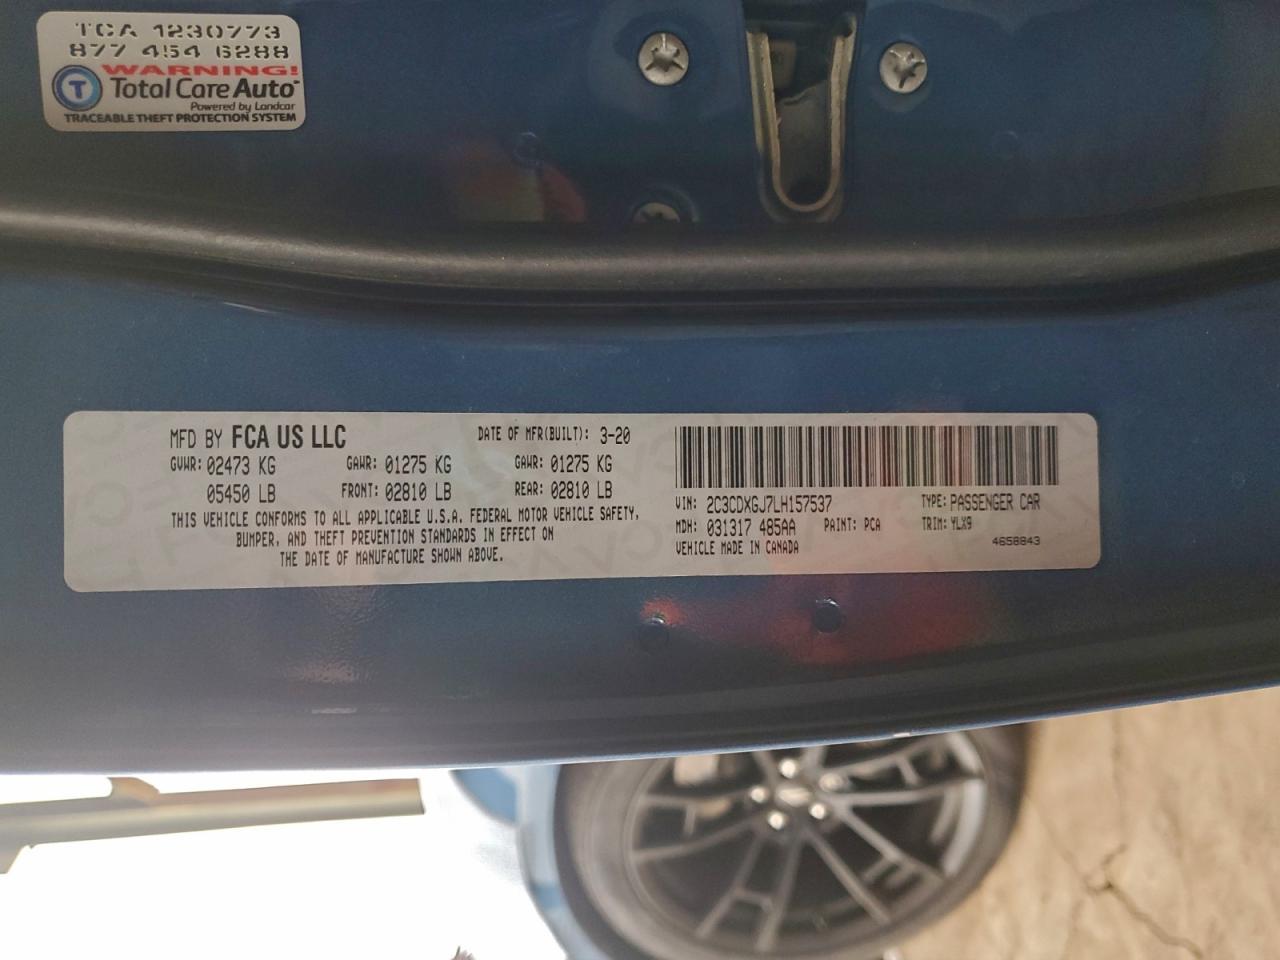 TCA 1230773
877 454 6288
WARNING!
T Total Care Auto
Powered by Landcar
TRACEABLE THEFT PROTECTION SYSTEM
MFD BY FCA US LLC
DATE OF MFR(BUILT): 3-20
GVWR: 02473 KG
GAWR: 01275 KG
GAWR: 01275 KG
05450 LB
FRONT: 02810 LB
REAR: 02810 LB
THIS VEHICLE CONFORMS TO ALL APPLICABLE U.S.A. FEDERAL MOTOR VEHICLE SAFETY,
BUMPER, AND THEFT PREVENTION STANDARDS IN EFFECT ON
THE DATE OF MANUFACTURE SHOWN ABOVE.
VIN: 2C3CDXGJ7LH157537
TYPE: PASSENGER CAR
MDH: 031317 485AA
PAINT: PCA
TRIM: YLX9
VEHICLE MADE IN CANADA
4658843